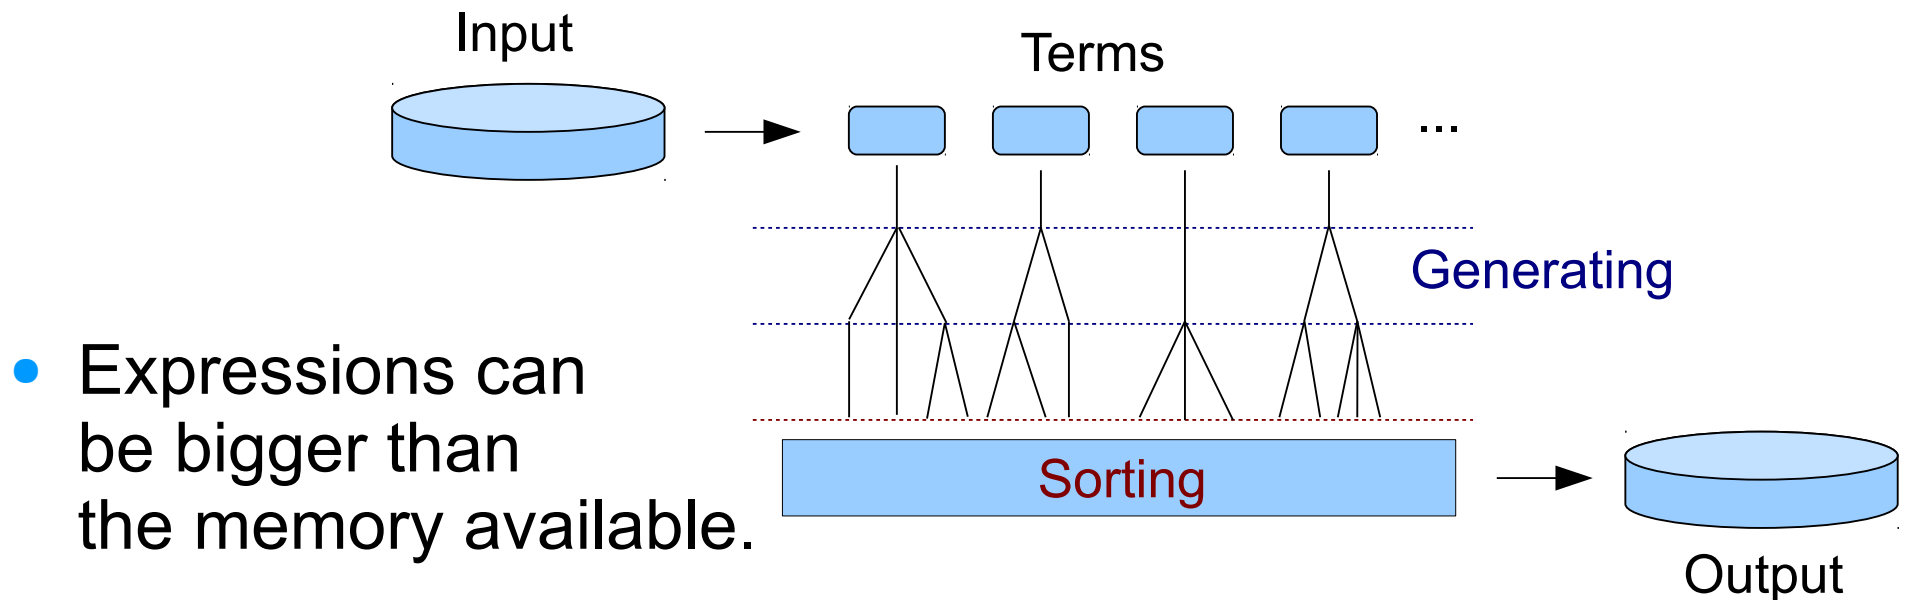 Input
Terms
...
Generating
• Expressions can
be bigger than
the memory available.
Sorting
Output